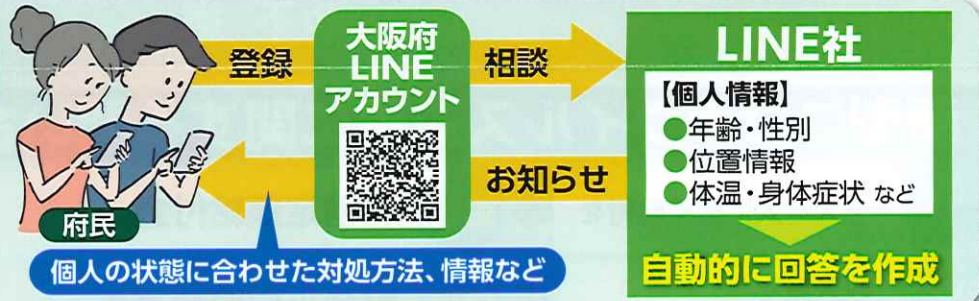 登録
大阪府
LINE
アカウント
相談
お知らせ
府民
個人の状態に合わせた対処方法、情報など
LINE社
【個人情報】
●年齢・性別
●位置情報
●体温・身体症状 など
自動的に回答を作成